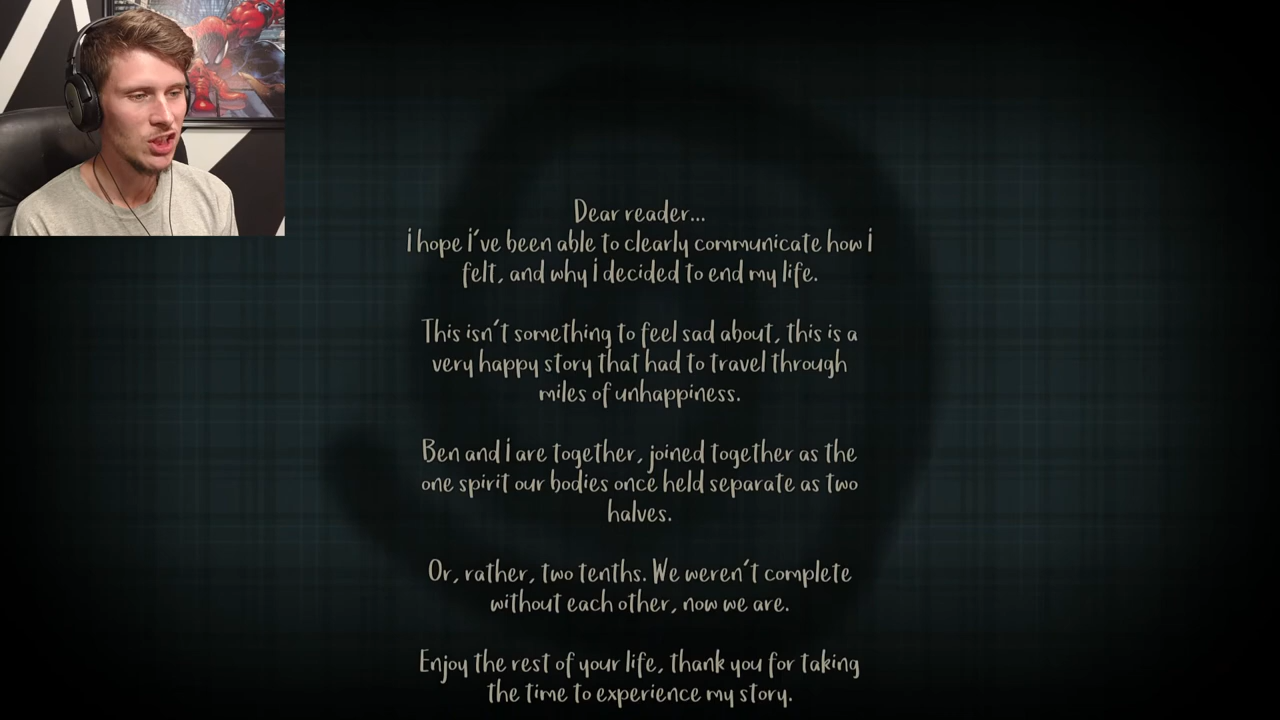 Dear reader...
i hope i've been able to clearly communicate how i
felt, and why i decided to end my life.
This isn't something to feel sad about, this is a
very happy story that had to travel through
miles of unhappiness.
Ben and i are together, joined together as the
one spirit our bodies once held separate as two
halves.
Or, rather, two tenths. We weren't complete
without each other, now we are.
Enjoy the rest of your life, thank you for taking
the time to experience my story.